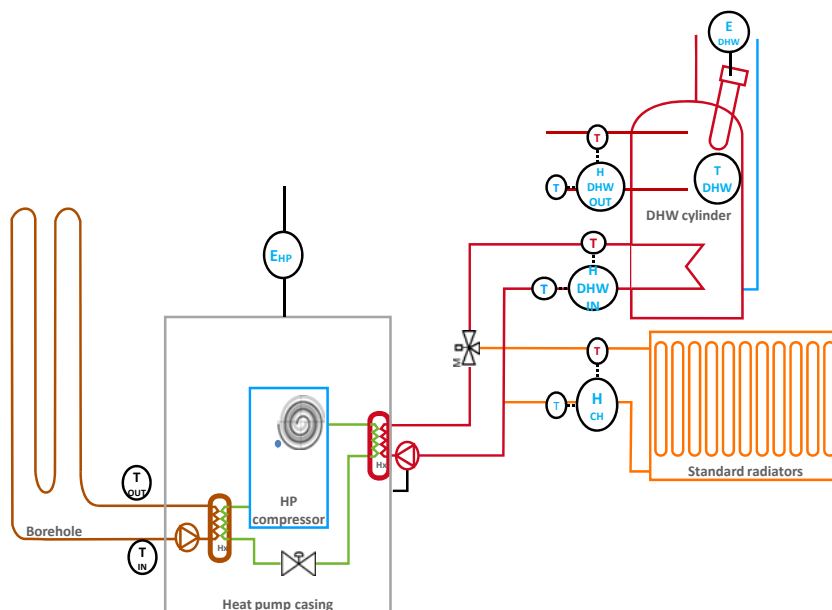 E
DHW
T
H
DHW
OUT
T
T
DHW
DHW cylinder
T
EHP
H
DHW
IN
T
M
T
H
CH
T
Hx
Standard radiators
T
OUT
HP
compressor
Borehole
Hx
T
IN
Heat pump casing